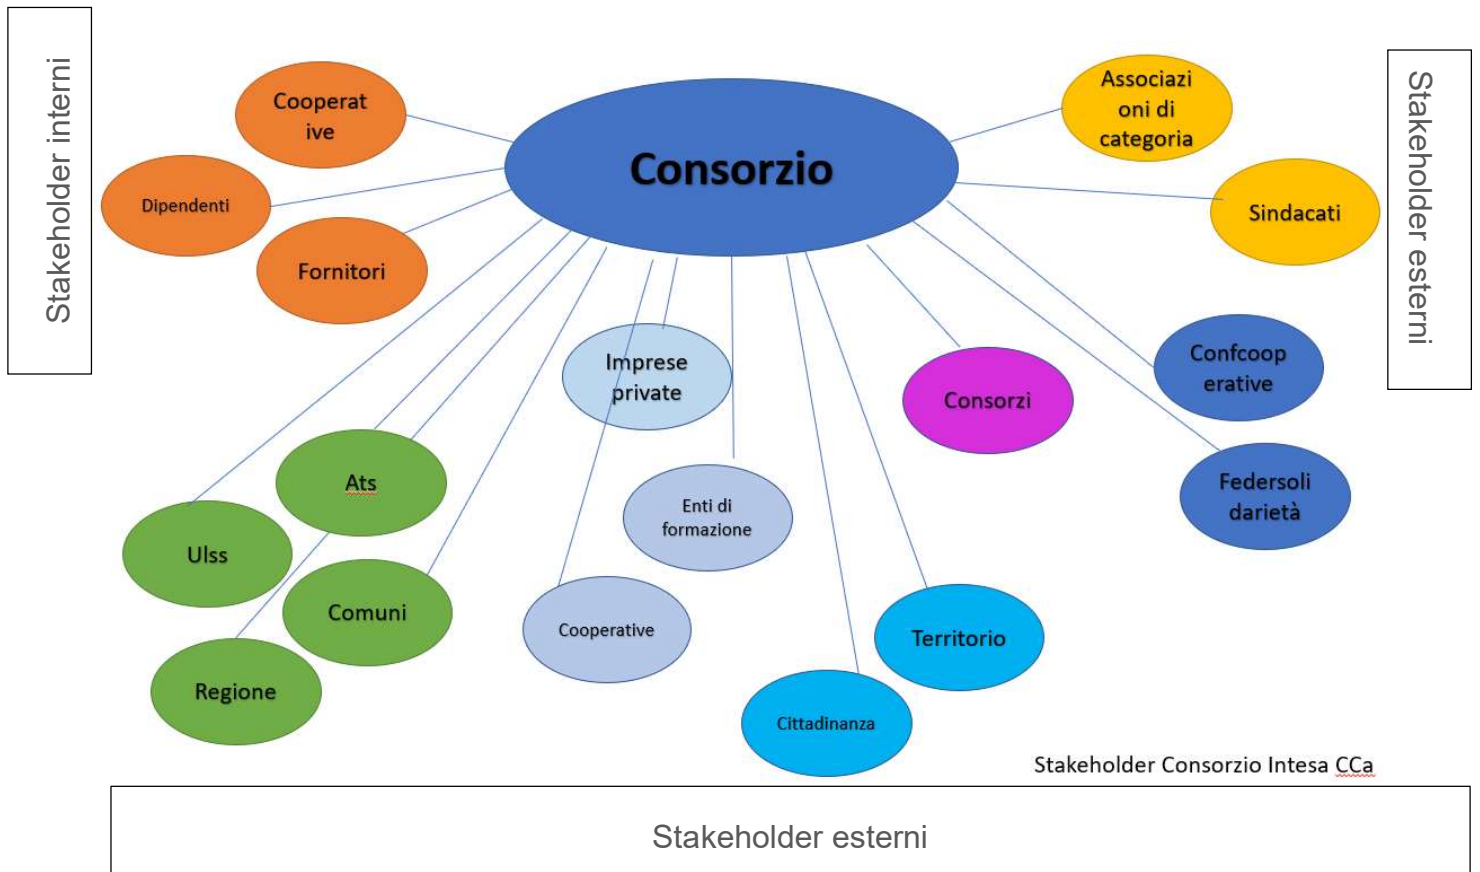 Stakeholder interni
Cooperat
ive
Dipendenti
Fornitori
Consorzio
Associazi
oni di
categoria
Sindacati
Stakeholder esterni
Imprese
private
Consorzi
Confcoop
erative
Federsoli
darietà
Ats
Ulss
Comuni
Regione
Enti di
formazione
Cooperative
Territorio
Cittadinanza
Stakeholder Consorzio Intesa CCa
Stakeholder esterni